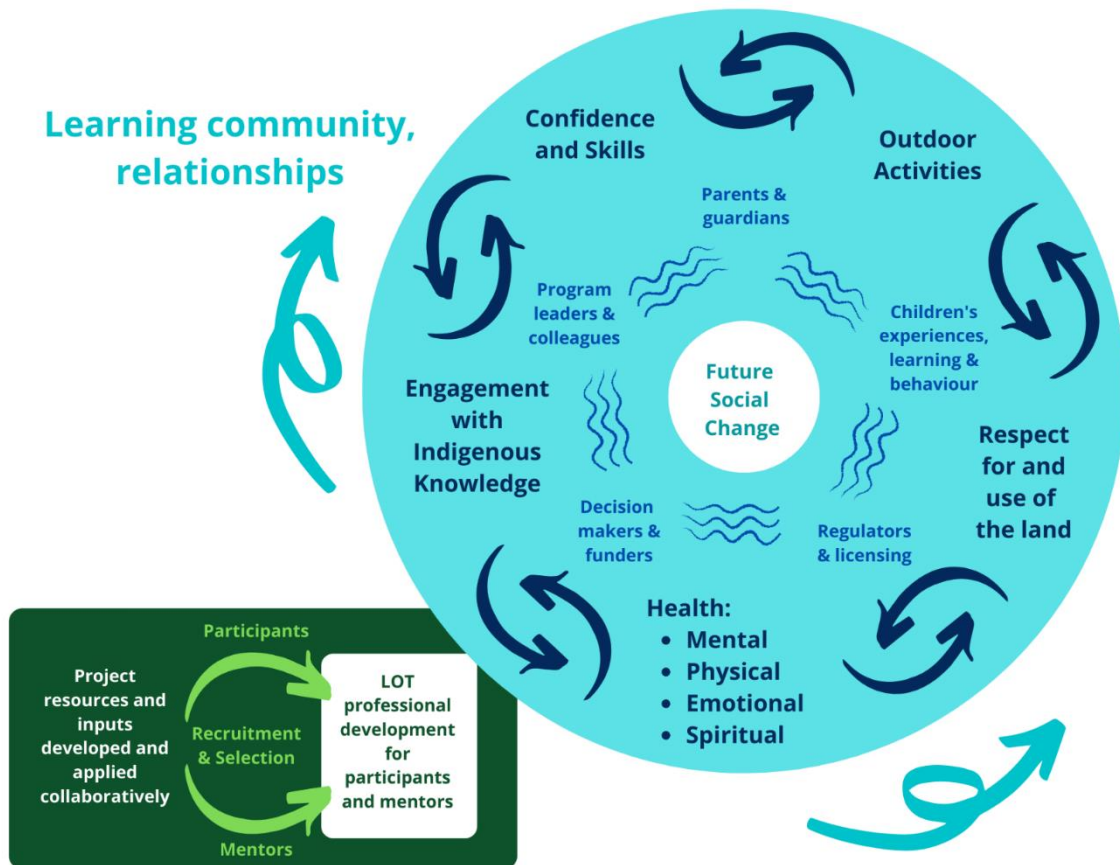 Learning community,
relationships
Confidence
and Skills
Outdoor
Activities
Parents &
guardians
Program
leaders &
colleagues
Children's
experiences,
learning &
behaviour
Future
Social
Change
Engagement
with
Indigenous
Knowledge
Respect
for and
use of
the land
Decision
makers &
funders
Regulators
& licensing
Health:
• Mental
• Physical
• Emotional
• Spiritual
Project
resources and
inputs
developed and
applied
collaboratively
Participants
Recruitment
& Selection
Mentors
LOT
professional
development
for
participants
and mentors